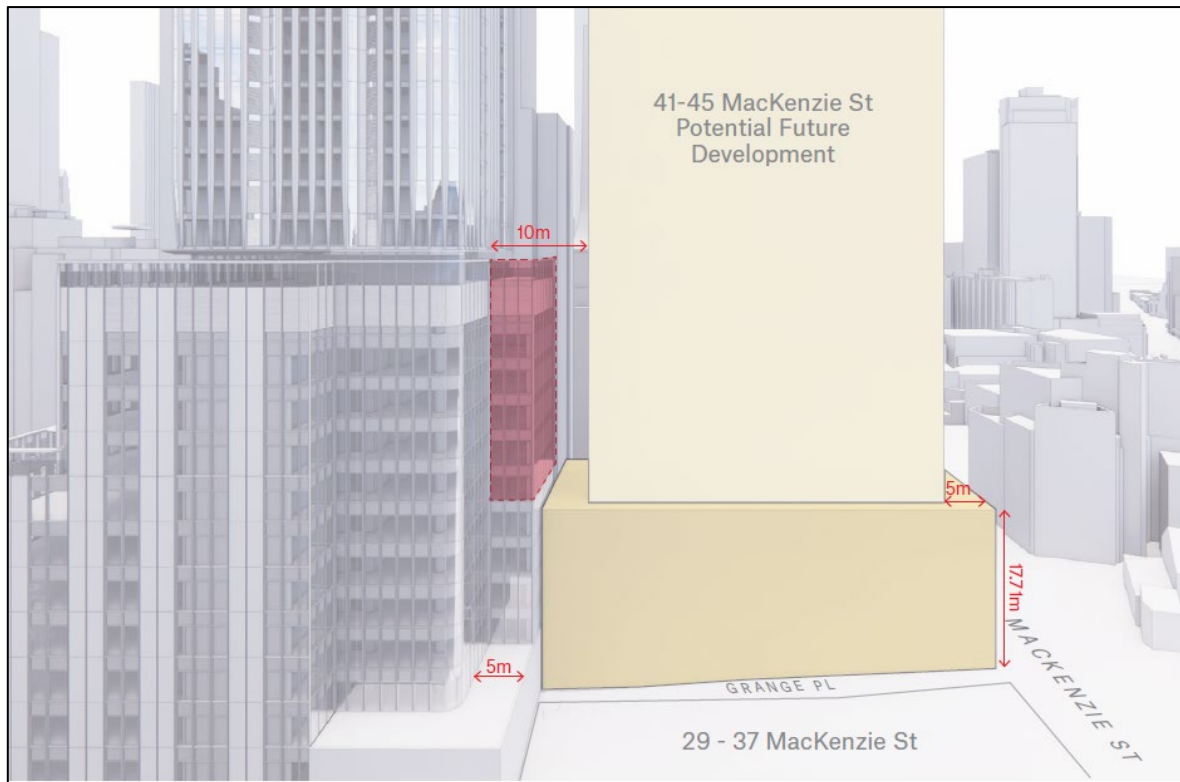 41-45 MacKenzie St
Potential Future
Development
10m
5m
17.71m
5m
MACKENZIE ST
GRANGE PL
29 - 37 MacKenzie St